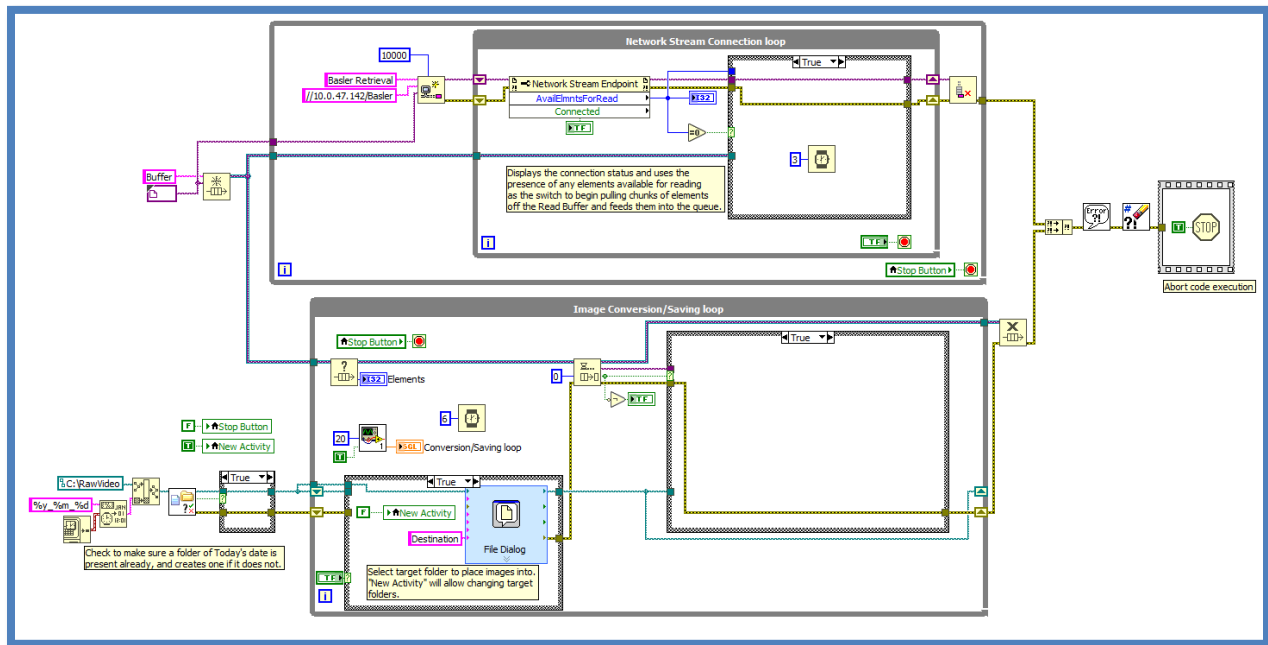 Network Stream Connection loop
10000
True
Basler Retrieval
Network Stream Endpoint
//10.0.47.142/Basler
AvailElmntsForRead
I32
Connected
TF
=0
3
Buffer
Displays the connection status and uses the
presence of any elements available for reading
as the switch to begin pulling chunks of elements
off the Read Buffer and feeds them into the queue.
i
TF
i
Stop Button
Error
?!
#
?!
T
STOP
Abort code execution
Image Conversion/Saving loop
Stop Button
True
?
I32
Elements
0
TF
6
F
Stop Button
T
New Activity
20
T
1
SGL
Conversion/Saving loop
C:\RawVideo
True
True
%y_%m_%d
JAN
F
New Activity
Destination
File Dialog
Check to make sure a folder of Today's date is
present already, and creates one if it does not.
Select target folder to place images into.
"New Activity" will allow changing target
folders.
TF
i